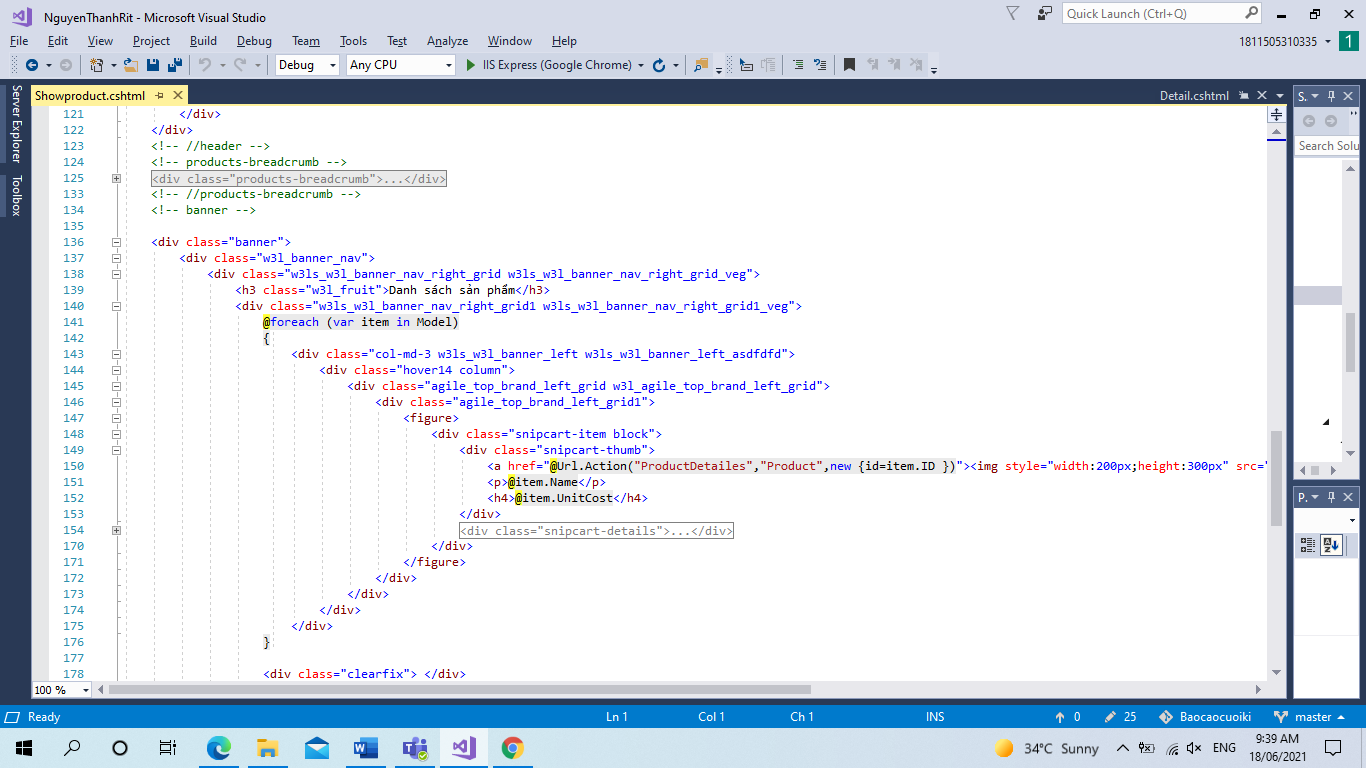 NguyenThanhRit - Microsoft Visual Studio
Quick Launch (Ctrl+Q)
File Edit View Project Build Debug Team Tools Test Analyze Window Help
1811505310335 1
Debug Any CPU IIS Express (Google Chrome)
Server Explorer
Toolbox
Showproduct.cshtml Detail.cshtml
S.
Search Solu
121 </div>
122 </div>
123 <!-- //header -->
124 <!-- products-breadcrumb -->
125 <div class="products-breadcrumb">...</div>
133 <!-- //products-breadcrumb -->
134 <!-- banner -->
135
136 <div class="banner">
137 <div class="w3l_banner_nav">
138 <div class="w3ls_w3l_banner_nav_right_grid w3ls_w3l_banner_nav_right_grid_veg">
139 <h3 class="w3l_fruit">Danh sách sản phẩm</h3>
140 <div class="w3ls_w3l_banner_nav_right_grid1 w3ls_w3l_banner_nav_right_grid1_veg">
141 @foreach (var item in Model)
142 {
143 <div class="col-md-3 w3ls_w3l_banner_left w3ls_w3l_banner_left_asdfdfd">
144 <div class="hover14 column">
145 <div class="agile_top_brand_left_grid w3l_agile_top_brand_left_grid">
146 <div class="agile_top_brand_left_grid1">
147 <figure>
148 <div class="snipcart-item block">
149 <div class="snipcart-thumb">
150 <a href="@Url.Action("ProductDetailes","Product",new {id=item.ID })"><img style="width:200px;height:300px" src="
151 <p>@item.Name</p>
152 <h4>@item.UnitCost</h4>
153 </div>
154 <div class="snipcart-details">...</div>
170 </div>
171 </figure>
172 </div>
173 </div>
174 </div>
175 </div>
176 }
177
178 <div class="clearfix"> </div>
P.
100 %
Ready Ln 1 Col 1 Ch 1 INS 0 25 Baocaocuoiki master
34°C Sunny ENG 9:39 AM
18/06/2021